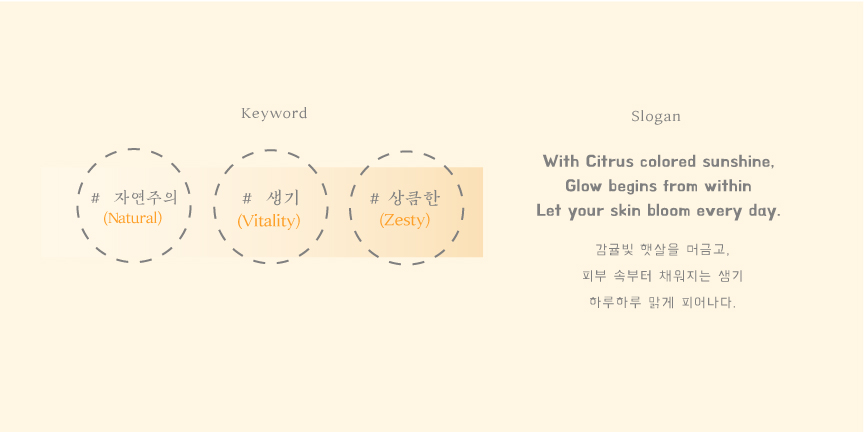 Keyword
# 자연주의
(Natural)
# 생기
(Vitality)
# 상큼한
(Zesty)
Slogan
With Citrus colored sunshine,
Glow begins from within
Let your skin bloom every day.
감귤빛 햇살을 머금고,
피부 속부터 채워지는 생기
하루하루 맑게 피어나다.